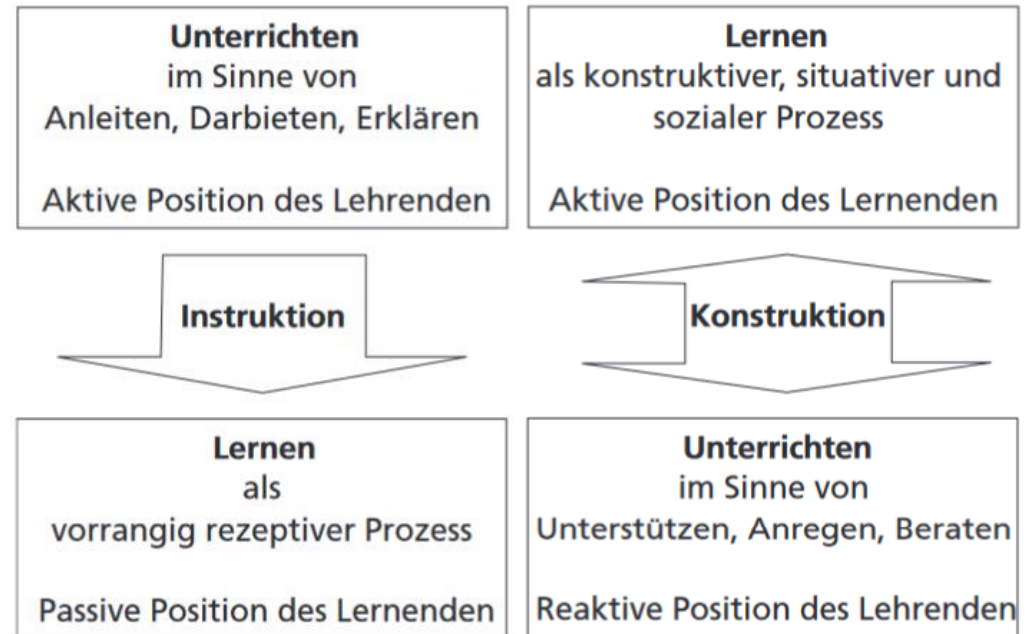 Unterrichten
im Sinne von
Anleiten, Darbieten, Erklären
Aktive Position des Lehrenden
Instruktion
Lernen
als
vorrangig rezeptiver Prozess
Passive Position des Lernenden
Lernen
als konstruktiver, situativer und
sozialer Prozess
Aktive Position des Lernenden
Konstruktion
Unterrichten
im Sinne von
Unterstützen, Anregen, Beraten
Reaktive Position des Lehrenden